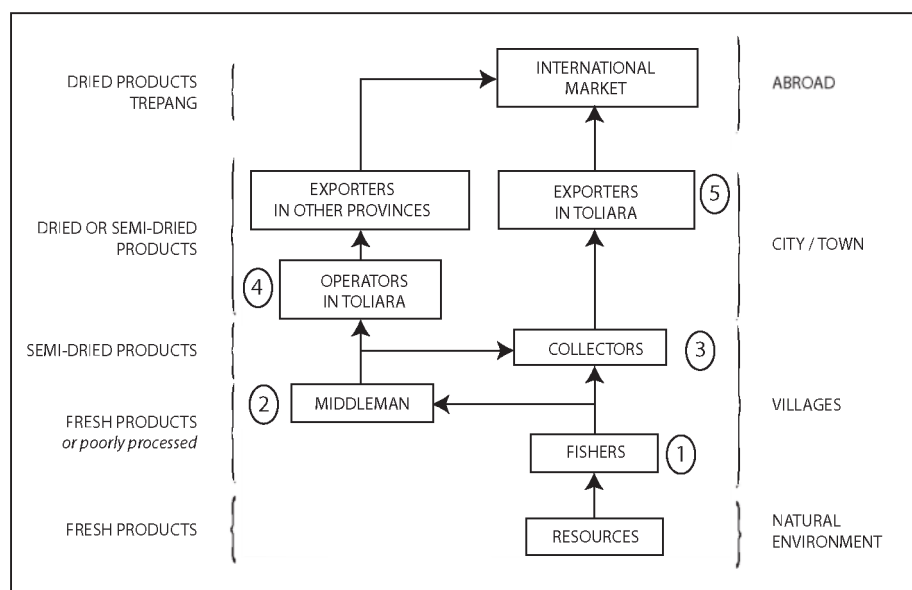 DRIED PRODUCTS
TREPANG
INTERNATIONAL
MARKET
ABROAD
EXPORTERS
IN OTHER PROVINCES
EXPORTERS
IN TOLIARA
5
DRIED OR SEMI-DRIED
PRODUCTS
CITY / TOWN
4
OPERATORS
IN TOLIARA
SEMI-DRIED PRODUCTS
COLLECTORS
3
2
MIDDLEMAN
VILLAGES
FRESH PRODUCTS
or poorly processed
FISHERS
1
FRESH PRODUCTS
RESOURCES
NATURAL
ENVIRONMENT